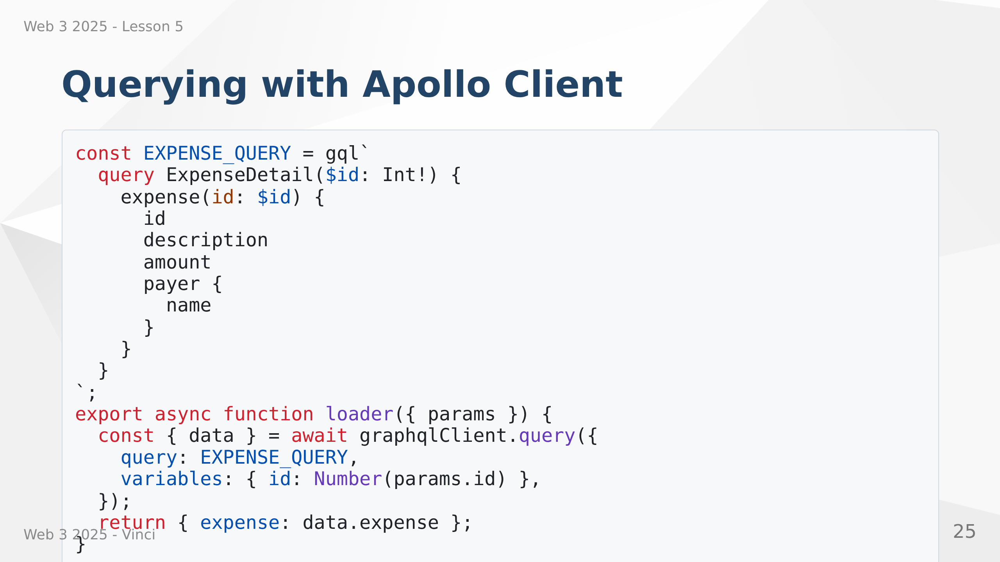 Web 3 2025 - Lesson 5
Querying with Apollo Client
const EXPENSE_QUERY = gql`
  query ExpenseDetail($id: Int!) {
    expense(id: $id) {
      id
      description
      amount
      payer {
        name
      }
    }
  }
`;
export async function loader({ params }) {
  const { data } = await graphqlClient.query({
    query: EXPENSE_QUERY,
    variables: { id: Number(params.id) },
  });
  return { expense: data.expense };
}
Web 3 2025 - Vinci
25